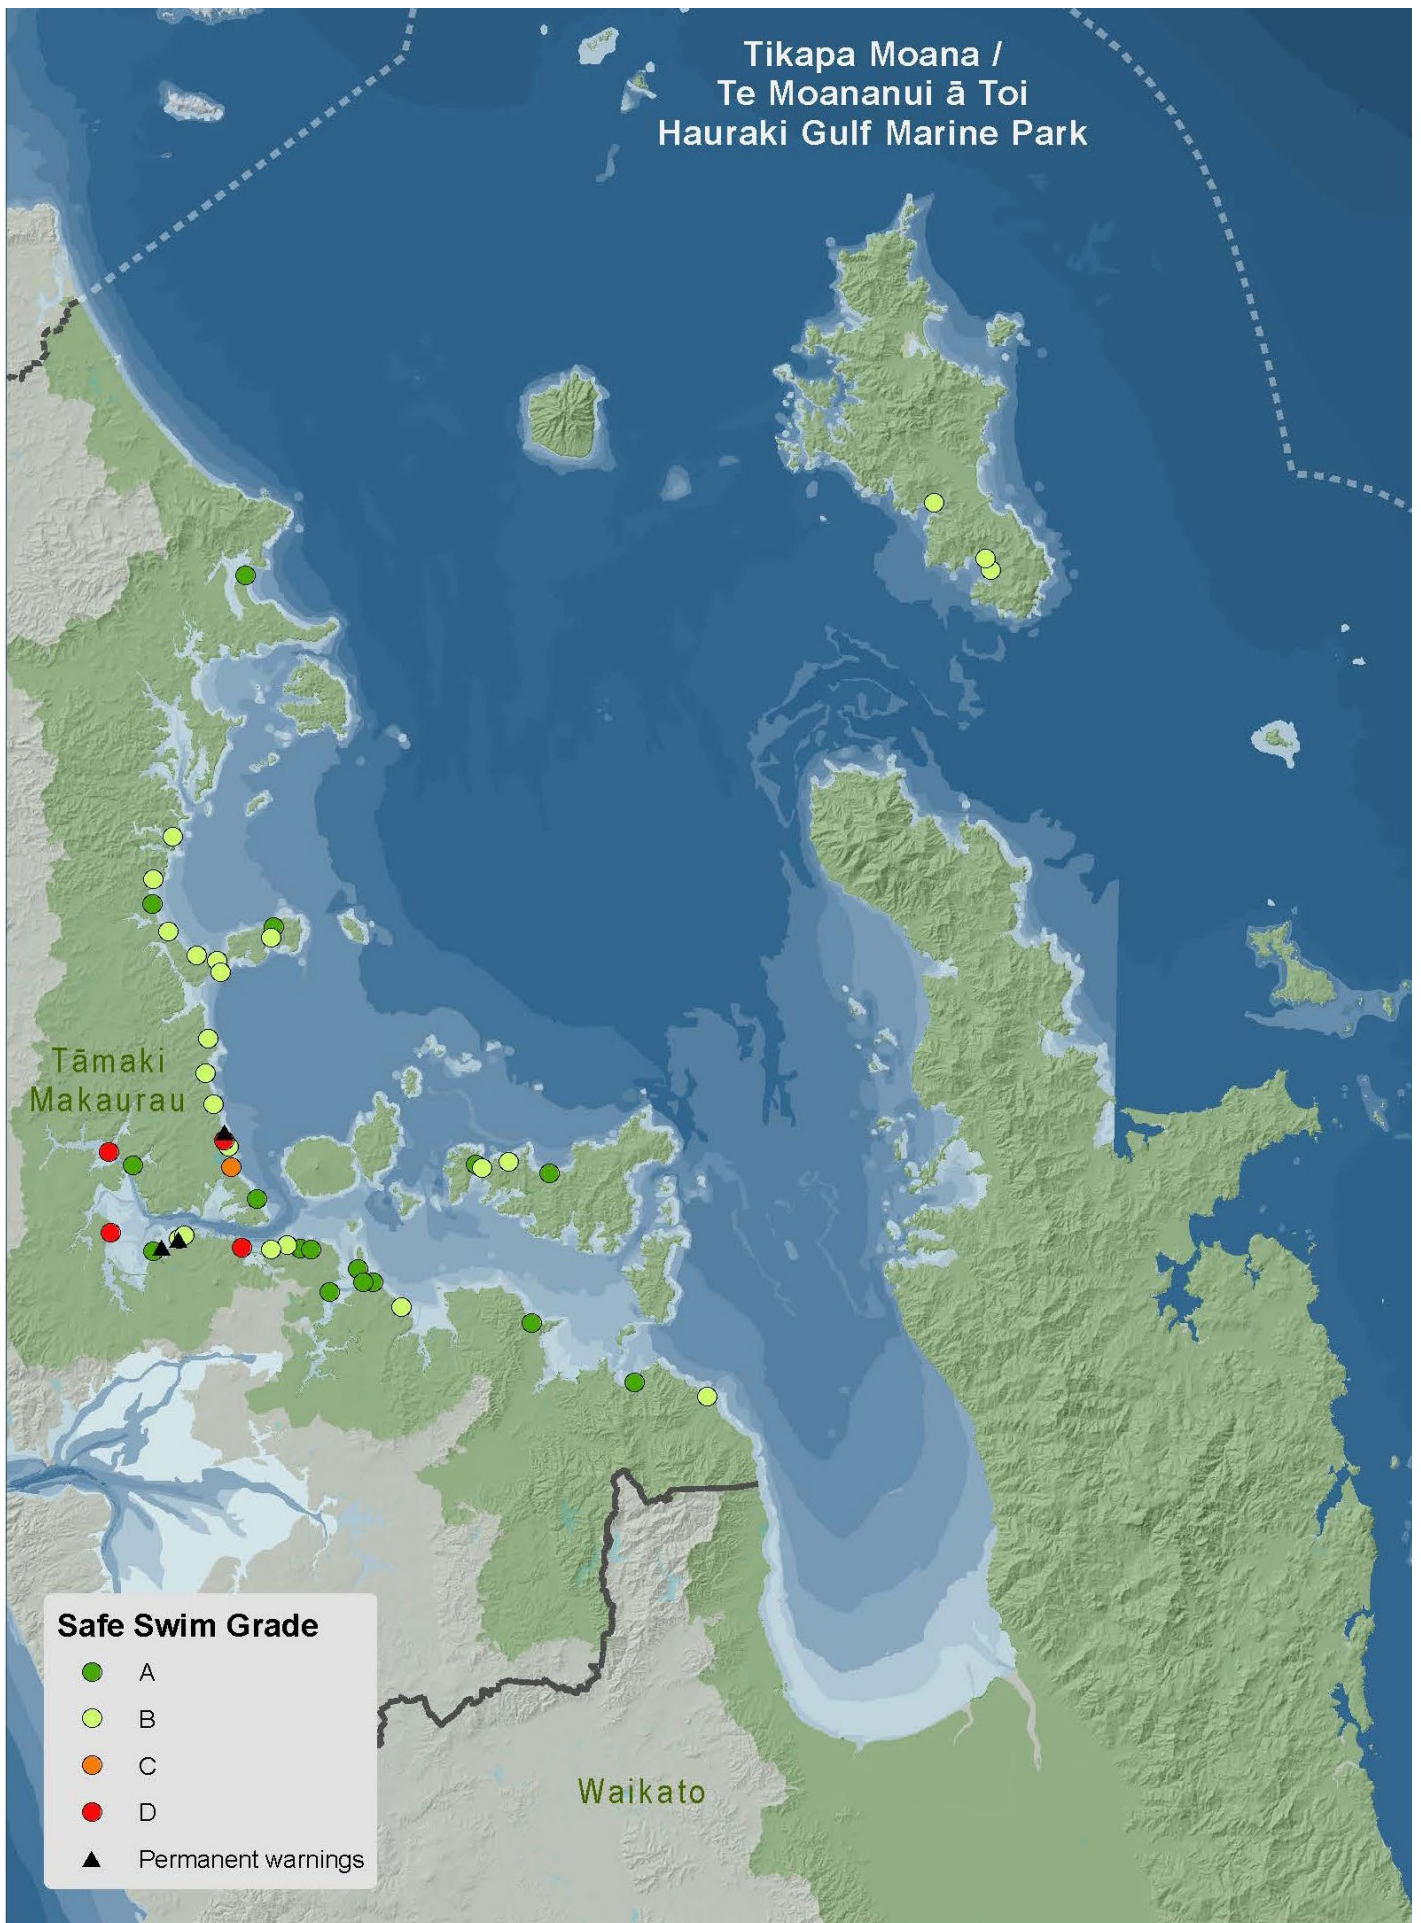 Tikapa Moana /
Te Moananui ā Toi
Hauraki Gulf Marine Park
Tāmaki
Makaurau
Safe Swim Grade
A
B
C
D
Permanent warnings
Waikato